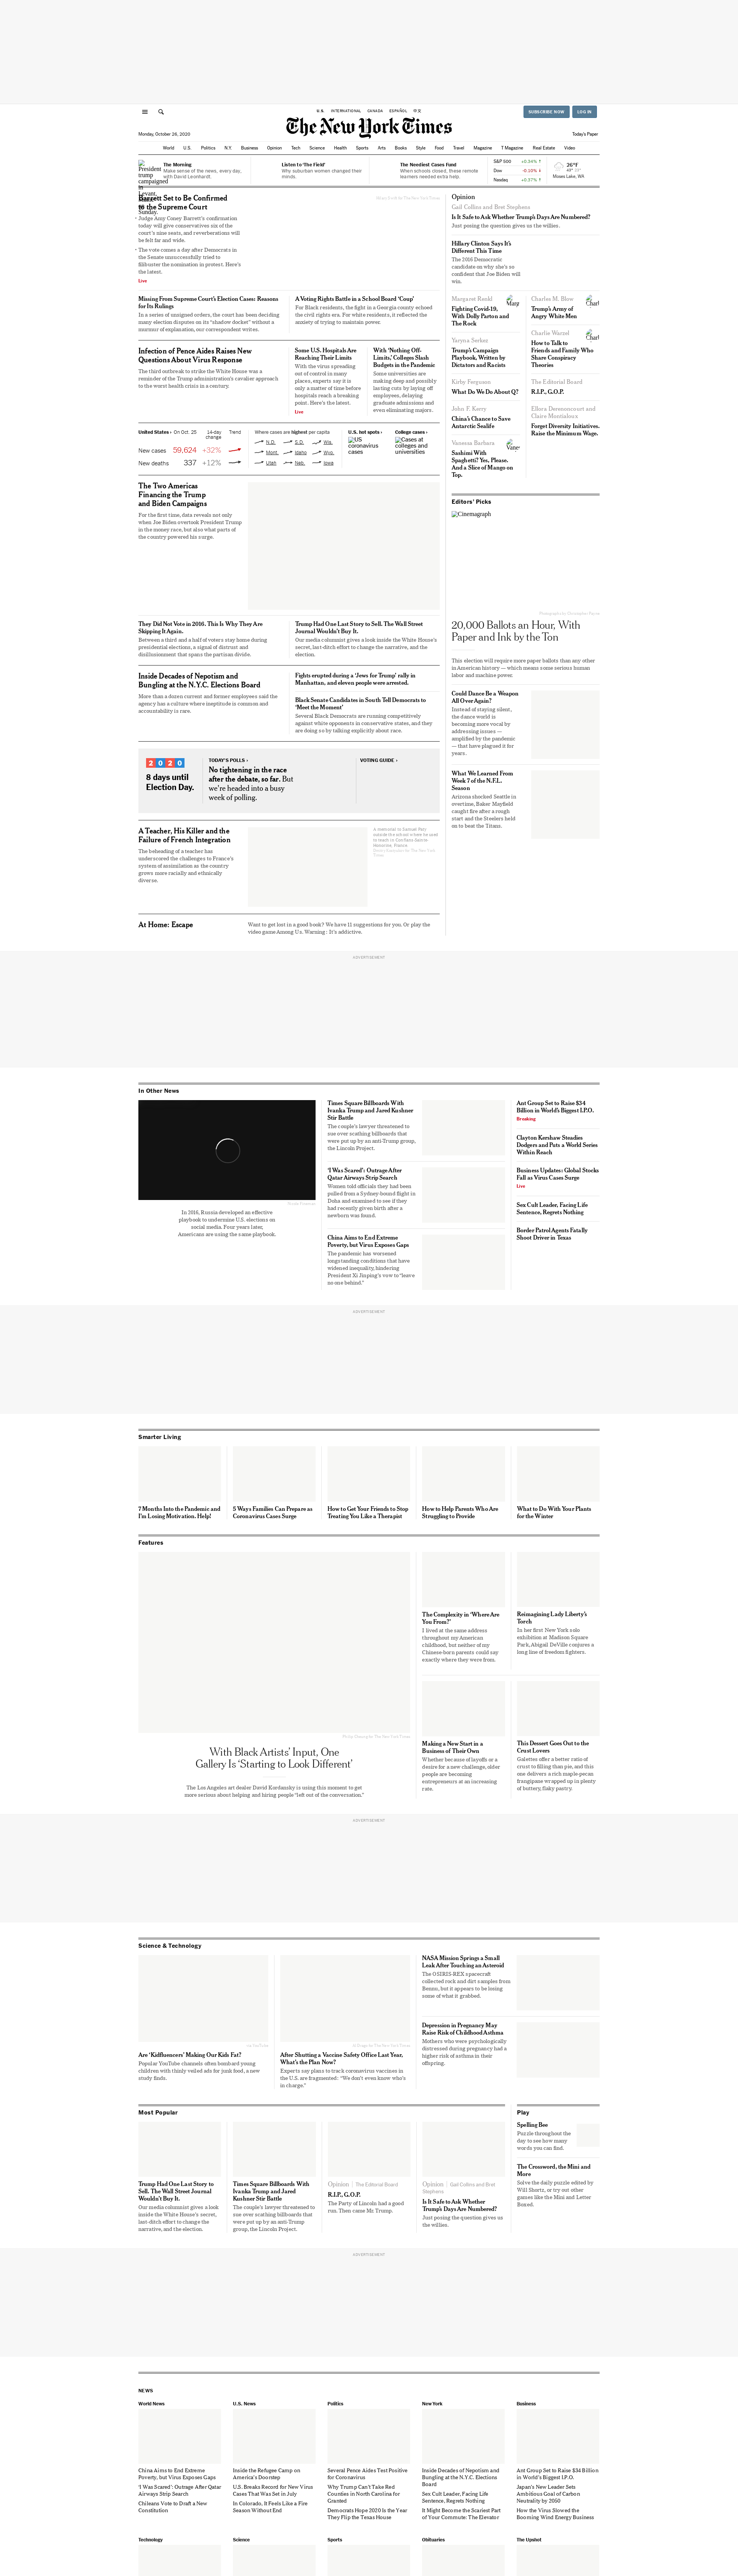 U.S.
INTERNATIONAL
CANADA
ESPAÑOL
中文
SUBSCRIBE NOW
LOG IN
The New York Times
Monday, October 26, 2020
Today's Paper
World U.S. Politics N.Y. Business Opinion Tech Science Health Sports Arts Books Style Food Travel Magazine T Magazine Real Estate Video
The Morning
Make sense of the news, every day,
with David Leonhardt.
Listen to 'The Field'
Why suburban women changed their
minds.
The Neediest Cases Fund
When schools closed, these remote
learners needed extra help.
S&P 500 +0.34% ↑
Dow -0.10% ↓
Nasdaq +0.37% ↑
26°F
Moses Lake, WA
President
trump
campaigned
in
Levant,
Sunday.
Barrett Set to Be Confirmed
to the Supreme Court
Judge Amy Coney Barrett's confirmation
today will give conservatives six of the
court's nine seats, and reverberations will
be felt far and wide.
The vote comes a day after Democrats in
the Senate unsuccessfully tried to
filibuster the nomination in protest. Here's
the latest.
Live
Missing From Supreme Court's Election Cases: Reasons
for Its Rulings
In a series of unsigned orders, the court has been deciding
many election disputes on its "shadow docket" without a
murmur of explanation, our correspondent writes.
A Voting Rights Battle in a School Board 'Coup'
For Black residents, the fight in a Georgia county echoed
the civil rights era. For white residents, it reflected the
anxiety of trying to maintain power.
Infection of Pence Aides Raises New
Questions About Virus Response
The third outbreak to strike the White House was a
reminder of the Trump administration's cavalier approach
to the worst health crisis in a century.
Some U.S. Hospitals Are
Reaching Their Limits
With the virus spreading
out of control in many
places, experts say it is
only a matter of time before
hospitals reach a breaking
point. Here's the latest.
Live
With 'Nothing Off-
Limits,' Colleges Slash
Budgets in the Pandemic
Some universities are
making deep and possibly
lasting cuts by laying off
employees, delaying
graduate admissions and
even eliminating majors.
United States › On Oct. 25 14-day
change Trend
New cases 59,624 +32%
New deaths 337 +12%
Where cases are highest per capita
N.D. S.D. Wis.
Mont. Idaho Wyo.
Utah Neb. Iowa
U.S. hot spots ›
US
coronavirus
cases
College cases ›
Cases at
colleges and
universities
The Two Americas
Financing the Trump
and Biden Campaigns
For the first time, data reveals not only
when Joe Biden overtook President Trump
in the money race, but also what parts of
the country powered his surge.
They Did Not Vote in 2016. This Is Why They Are
Skipping It Again.
Between a third and a half of voters stay home during
presidential elections, a signal of distrust and
disillusionment that spans the partisan divide.
Trump Had One Last Story to Sell. The Wall Street
Journal Wouldn't Buy It.
Our media columnist gives a look inside the White House's
secret, last-ditch effort to change the narrative, and the
election.
Inside Decades of Nepotism and
Bungling at the N.Y.C. Elections Board
More than a dozen current and former employees said the
agency has a culture where ineptitude is common and
accountability is rare.
Fights erupted during a 'Jews for Trump' rally in
Manhattan, and eleven people were arrested.
Black Senate Candidates in South Tell Democrats to
'Meet the Moment'
Several Black Democrats are running competitively
against white opponents in conservative states, and they
are doing so by talking explicitly about race.
2020
8 days until
Election Day.
TODAY'S POLLS ›
No tightening in the race
after the debate, so far. But
we're headed into a busy
week of polling.
VOTING GUIDE ›
A Teacher, His Killer and the
Failure of French Integration
The beheading of a teacher has
underscored the challenges to France's
system of assimilation as the country
grows more racially and ethnically
diverse.
At Home: Escape
Want to get lost in a good book? We have 11 suggestions for you. Or play the
video game Among Us. Warning: It's addictive.
Opinion
Gail Collins and Bret Stephens
Is It Safe to Ask Whether Trump's Days Are Numbered?
Just posing the question gives us the willies.
Hillary Clinton Says It's
Different This Time
The 2016 Democratic
candidate on why she's so
confident that Joe Biden will
win.
Margaret Renkl
Fighting Covid-19,
With Dolly Parton and
The Rock
Yaryna Serkez
Trump's Campaign
Playbook, Written by
Dictators and Racists
Kirby Ferguson
What Do We Do About Q?
John F. Kerry
China's Chance to Save
Antarctic Sealife
Vanessa Barbara
Sashimi With
Spaghetti? Yes, Please.
And a Slice of Mango on
Top.
Charles M. Blow
Trump's Army of
Angry White Men
Charlie Warzel
How to Talk to
Friends and Family Who
Share Conspiracy
Theories
The Editorial Board
R.I.P., G.O.P.
Ellora Derenoncourt and
Claire Montialoux
Forget Diversity Initiatives.
Raise the Minimum Wage.
Editors' Picks
Cinemagraph
20,000 Ballots an Hour, With
Paper and Ink by the Ton
This election will require more paper ballots than any other
in American history — which means some serious human
labor and machine power.
Could Dance Be a Weapon
All Over Again?
Instead of staying silent,
the dance world is
becoming more vocal by
addressing issues —
amplified by the pandemic
— that have plagued it for
years.
What We Learned From
Week 7 of the N.F.L.
Season
Arizona shocked Seattle in
overtime, Baker Mayfield
caught fire after a rough
start and the Steelers held
on to beat the Titans.
ADVERTISEMENT
In Other News
In 2016, Russia developed an effective
playbook to undermine U.S. elections on
social media. Four years later,
Americans are using the same playbook.
Times Square Billboards With
Ivanka Trump and Jared Kushner
Stir Battle
The couple's lawyer threatened to
sue over scathing billboards that
were put up by an anti-Trump group,
the Lincoln Project.
'I Was Scared': Outrage After
Qatar Airways Strip Search
Women told officials they had been
pulled from a Sydney-bound flight in
Doha and examined to see if they
had recently given birth after a
newborn was found.
China Aims to End Extreme
Poverty, but Virus Exposes Gaps
The pandemic has worsened
longstanding conditions that have
widened inequality, hindering
President Xi Jinping's vow to "leave
no one behind."
Ant Group Set to Raise $34
Billion in World's Biggest I.P.O.
Breaking
Clayton Kershaw Steadies
Dodgers and Puts a World Series
Within Reach
Business Updates: Global Stocks
Fall as Virus Cases Surge
Live
Sex Cult Leader, Facing Life
Sentence, Regrets Nothing
Border Patrol Agents Fatally
Shoot Driver in Texas
ADVERTISEMENT
Smarter Living
7 Months Into the Pandemic and
I'm Losing Motivation. Help!
5 Ways Families Can Prepare as
Coronavirus Cases Surge
How to Get Your Friends to Stop
Treating You Like a Therapist
How to Help Parents Who Are
Struggling to Provide
What to Do With Your Plants
for the Winter
Features
With Black Artists' Input, One
Gallery Is 'Starting to Look Different'
The Los Angeles art dealer David Kordansky is using this moment to get
more serious about helping and hiring people "left out of the conversation."
The Complexity in 'Where Are
You From?'
I lived at the same address
throughout my American
childhood, but neither of my
Chinese-born parents could say
exactly where they were from.
Reimagining Lady Liberty's
Torch
In her first New York solo
exhibition at Madison Square
Park, Abigail DeVille conjures a
long line of freedom fighters.
Making a New Start in a
Business of Their Own
Whether because of layoffs or a
desire for a new challenge, older
people are becoming
entrepreneurs at an increasing
rate.
This Dessert Goes Out to the
Crust Lovers
Galettes offer a better ratio of
crust to filling than pie, and this
one delivers a rich maple-pecan
frangipane wrapped up in plenty
of buttery, flaky pastry.
ADVERTISEMENT
Science & Technology
Are 'Kidfluencers' Making Our Kids Fat?
Popular YouTube channels often bombard young
children with thinly veiled ads for junk food, a new
study finds.
After Shutting a Vaccine Safety Office Last Year,
What's the Plan Now?
Experts say plans to track coronavirus vaccines in
the U.S. are fragmented: "We don't even know who's
in charge."
NASA Mission Springs a Small
Leak After Touching an Asteroid
The OSIRIS-REX spacecraft
collected rock and dirt samples from
Bennu, but it appears to be losing
some of what it grabbed.
Depression in Pregnancy May
Raise Risk of Childhood Asthma
Mothers who were psychologically
distressed during pregnancy had a
higher risk of asthma in their
offspring.
Most Popular
Trump Had One Last Story to
Sell. The Wall Street Journal
Wouldn't Buy It.
Our media columnist gives a look
inside the White House's secret,
last-ditch effort to change the
narrative, and the election.
Times Square Billboards With
Ivanka Trump and Jared
Kushner Stir Battle
The couple's lawyer threatened to
sue over scathing billboards that
were put up by an anti-Trump
group, the Lincoln Project.
Opinion | The Editorial Board
R.I.P., G.O.P.
The Party of Lincoln had a good
run. Then came Mr. Trump.
Opinion | Gail Collins and Bret
Stephens
Is It Safe to Ask Whether
Trump's Days Are Numbered?
Just posing the question gives us
the willies.
Play
Spelling Bee
Puzzle throughout the
day to see how many
words you can find.
The Crossword, the Mini and
More
Solve the daily puzzle edited by
Will Shortz, or try out other
games like the Mini and Letter
Boxed.
ADVERTISEMENT
NEWS
World News
China Aims to End Extreme
Poverty, but Virus Exposes Gaps
'I Was Scared': Outrage After Qatar
Airways Strip Search
Chileans Vote to Draft a New
Constitution
U.S. News
Inside the Refugee Camp on
America's Doorstep
U.S. Breaks Record for New Virus
Cases That Was Set in July
In Colorado, It Feels Like a Fire
Season Without End
Politics
Several Pence Aides Test Positive
for Coronavirus
Why Trump Can't Take Red
Counties in North Carolina for
Granted
Democrats Hope 2020 Is the Year
They Flip the Texas House
New York
Inside Decades of Nepotism and
Bungling at the N.Y.C. Elections
Board
Sex Cult Leader, Facing Life
Sentence, Regrets Nothing
It Might Become the Scariest Part
of Your Commute: The Elevator
Business
Ant Group Set to Raise $34 Billion
in World's Biggest I.P.O.
Japan's New Leader Sets
Ambitious Goal of Carbon
Neutrality by 2050
How the Virus Slowed the
Booming Wind Energy Business
Technology
Science
Sports
Obituaries
The Upshot